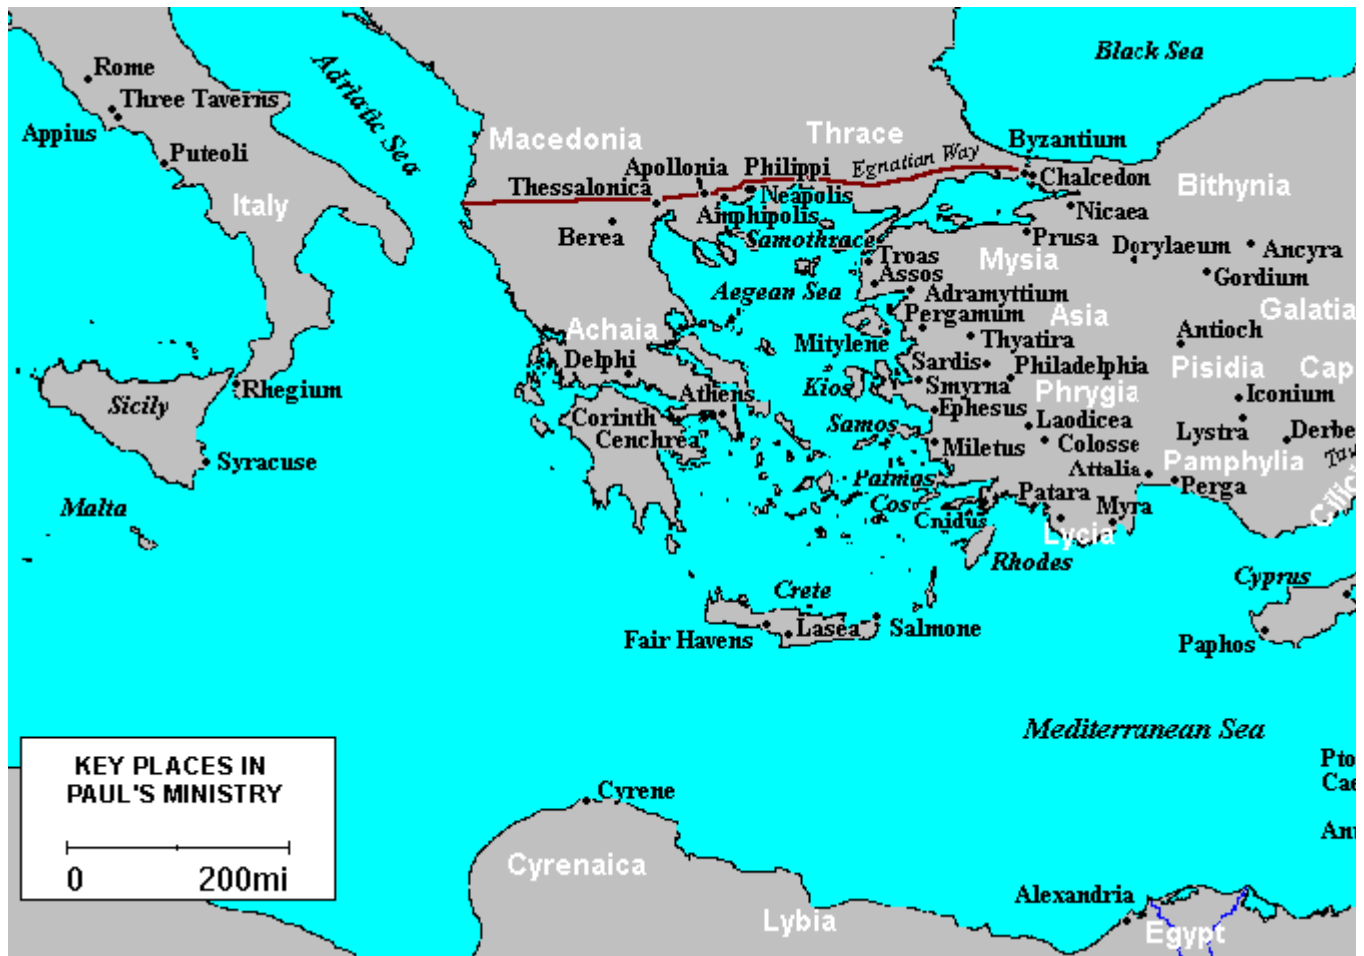 Black Sea
Rome
Adriatic Sea
Three Taverns
Appius
Macedonia
Thrace
Byzantium
Puteoli
Apollonia
Philippi
Egnatian Way
Chalcedon
Thessalonica
Neapolis
Bithynia
Italy
Amphipolis
Nicaea
Berea
Samothrace
Prusa
Dorylaeum
Ancyra
Troas
Mysia
Assos
Gordium
Aegean Sea
Adramyttium
Galatia
Pergamum
Asia
Achaia
Mitylene
Thyatira
Antioch
Delphi
Sardis
Philadelphia
Pisidia
Cap
Rhegium
Kios
Smyrna
Phrygia
Iconium
Sicily
Athens
Ephesus
Corinth
Samos
Laodicea
Lystra
Derbe
Cenchrea
Miletus
Colosse
Syracuse
Attalia
Pamphylia
Patmas
Perga
Malta
Cos
Patara
Myra
Cnidus
Lycia
Rhodes
Crete
Cyprus
Fair Havens
Lasea
Salmone
Paphos
Mediterranean Sea
KEY PLACES IN
PAUL'S MINISTRY
0 200mi
Pto
Cae
Cyrene
Cyrenaica
Alexandria
Lybia
Egypt